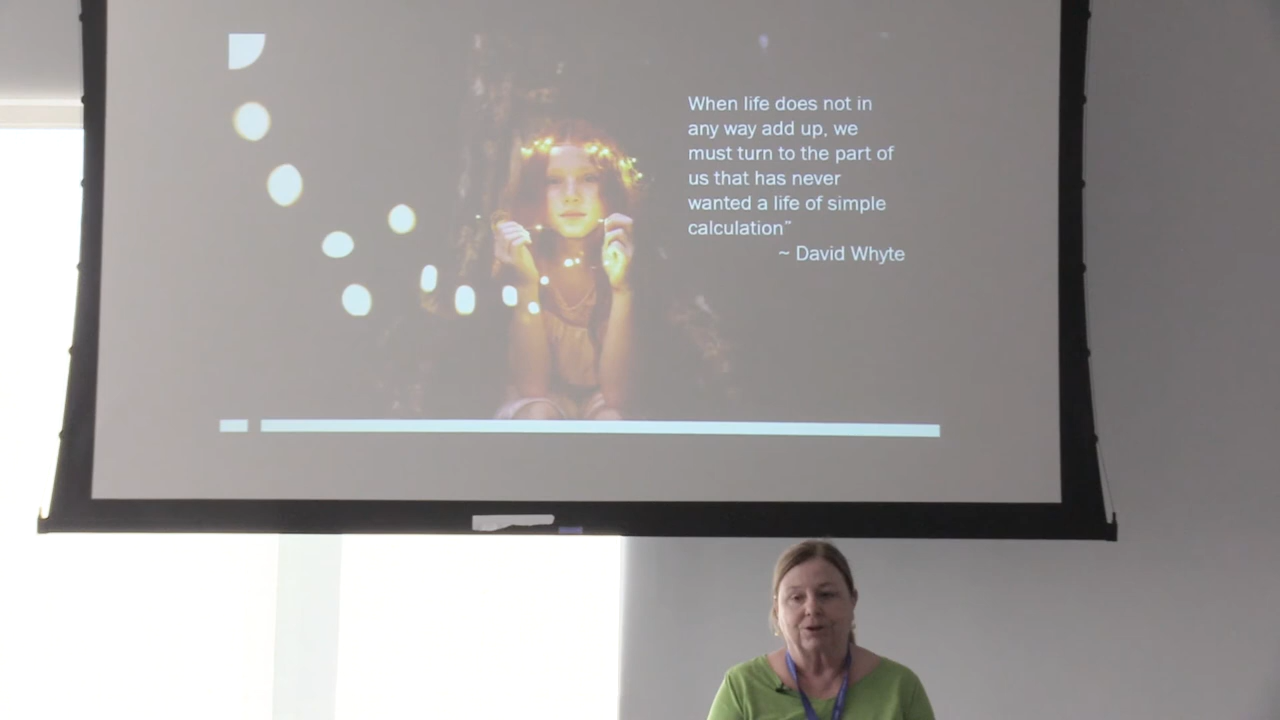 When life does not in
any way add up, we
must turn to the part of
us that has never
wanted a life of simple
calculation”
~ David Whyte